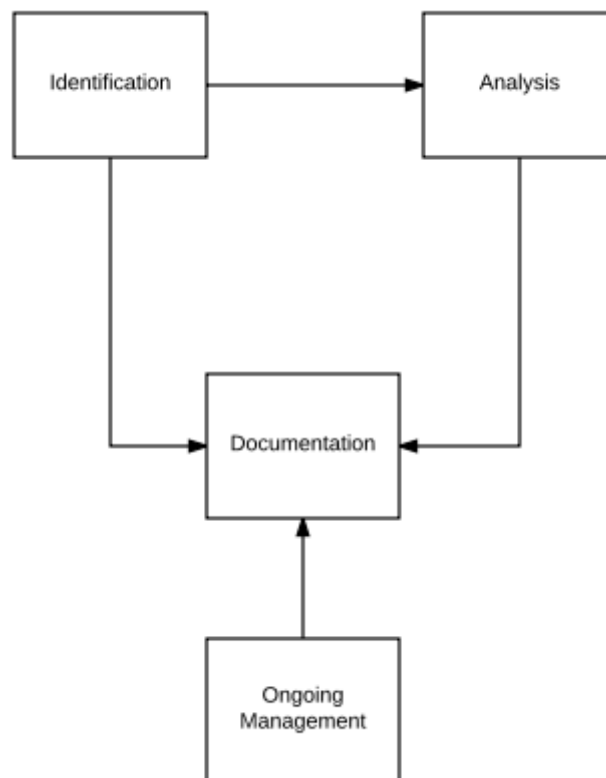 Identification
Analysis
Documentation
Ongoing
Management